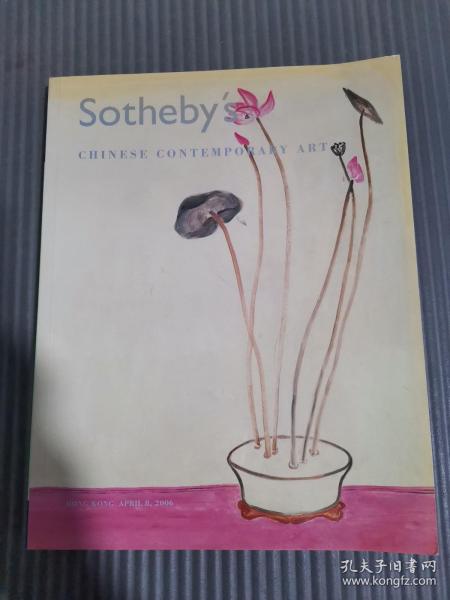 Sotheby's
CHINESE CONTEMPORARY ART
HONG KONG APRIL 8, 2006
孔夫子旧书网
www.kongfz.com